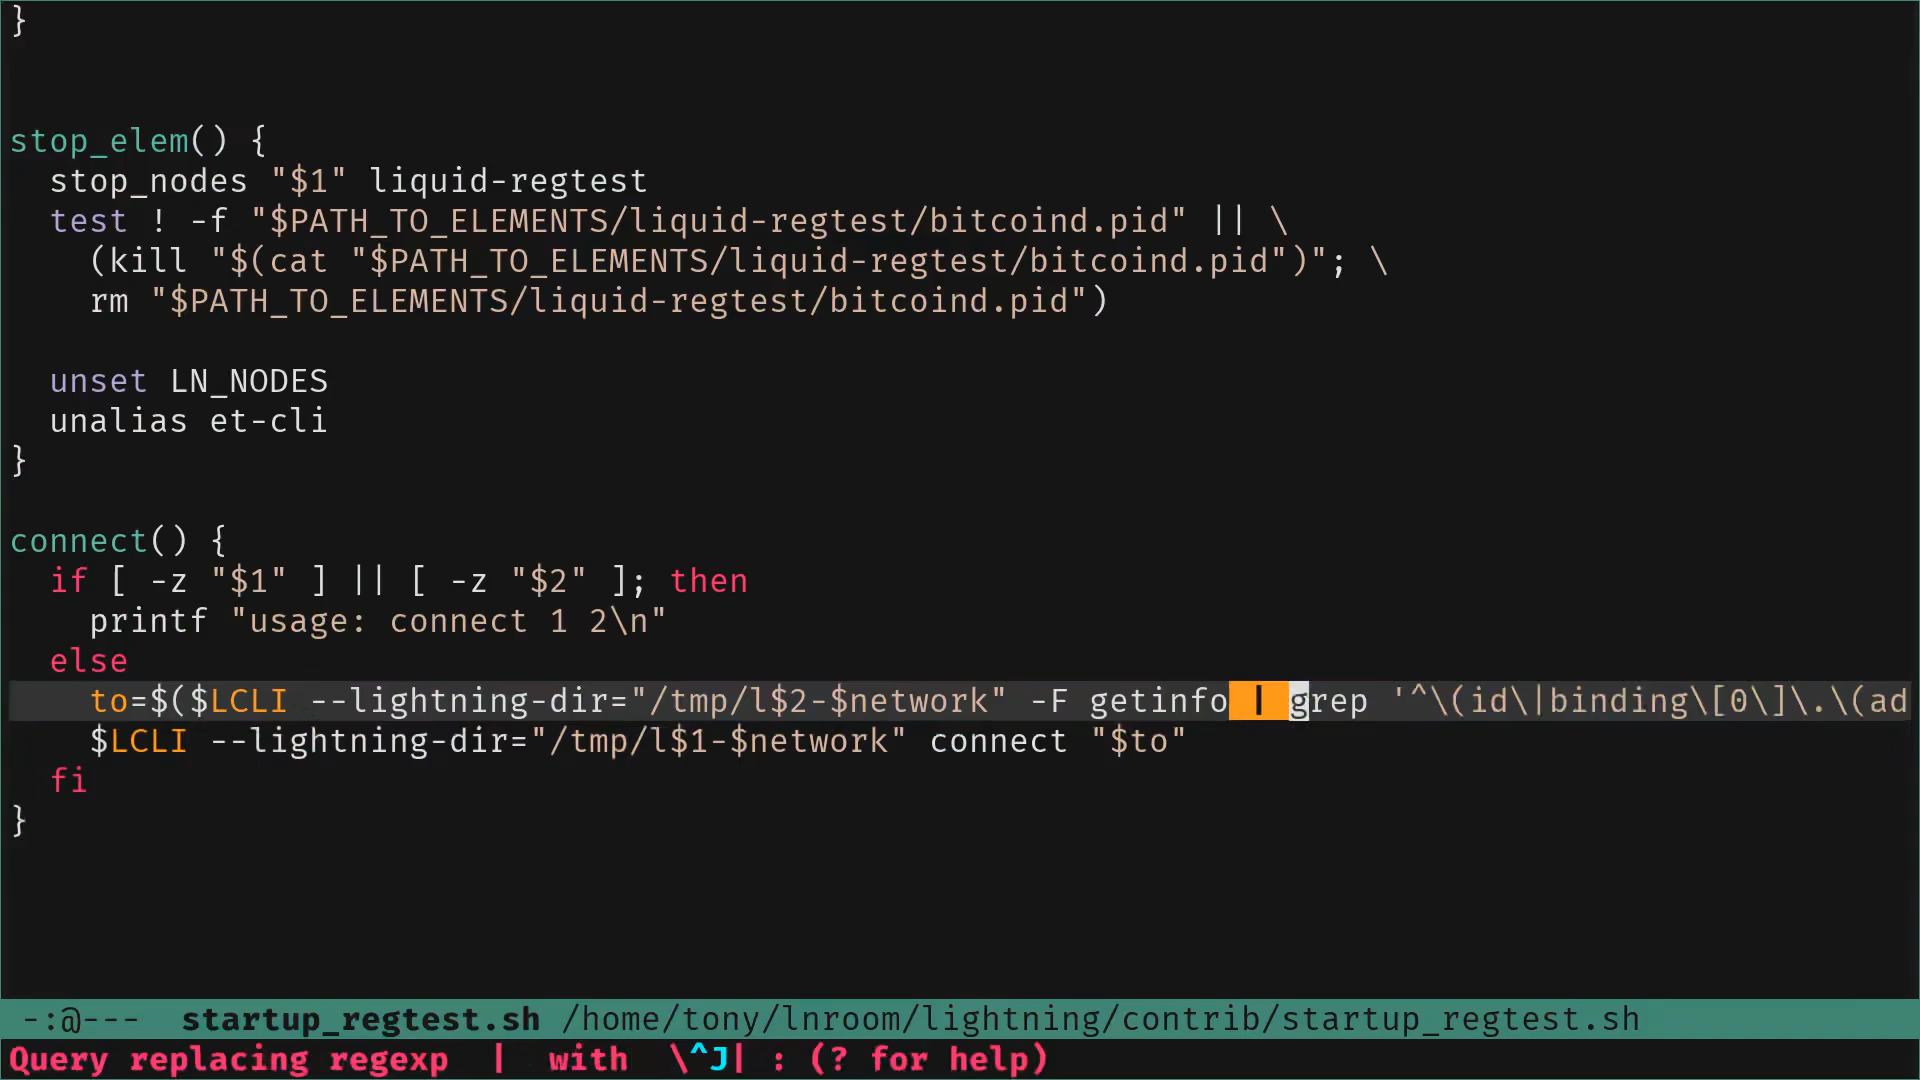 }
stop_elem() {
  stop_nodes "$1" liquid-regtest
  test ! -f "$PATH_TO_ELEMENTS/liquid-regtest/bitcoind.pid" || \
    (kill "$(cat "$PATH_TO_ELEMENTS/liquid-regtest/bitcoind.pid")"; \
    rm "$PATH_TO_ELEMENTS/liquid-regtest/bitcoind.pid")
  unset LN_NODES
  unalias et-cli
}
connect() {
  if [ -z "$1" ] || [ -z "$2" ]; then
    printf "usage: connect 1 2\n"
  else
    to=$($LCLI --lightning-dir="/tmp/l$2-$network" -F getinfo | grep '^\(id\|binding\[0\]\.\(ad
    $LCLI --lightning-dir="/tmp/l$1-$network" connect "$to"
  fi
}
-:@---  startup_regtest.sh /home/tony/lnroom/lightning/contrib/startup_regtest.sh
Query replacing regexp  |  with  \^J| : (? for help)